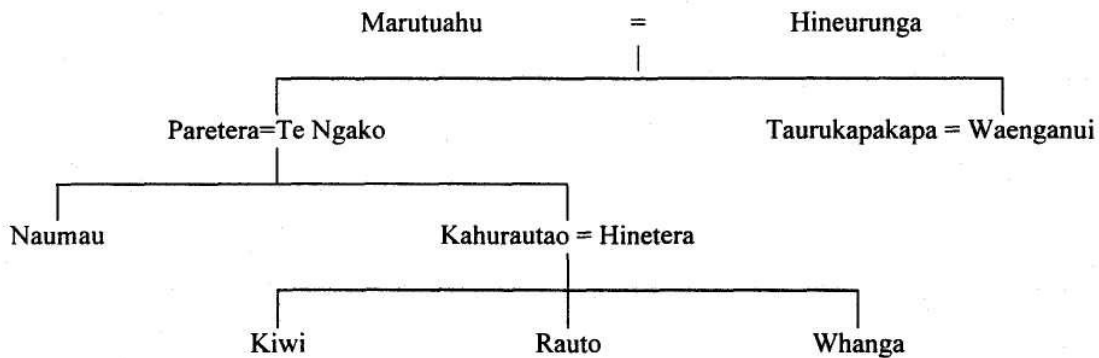 Marutuahu = Hineurunga
Paretera=Te Ngako Taurukapakapa = Waenganui
Naumau Kahurautao = Hinetera
Kiwi Rauto Whanga